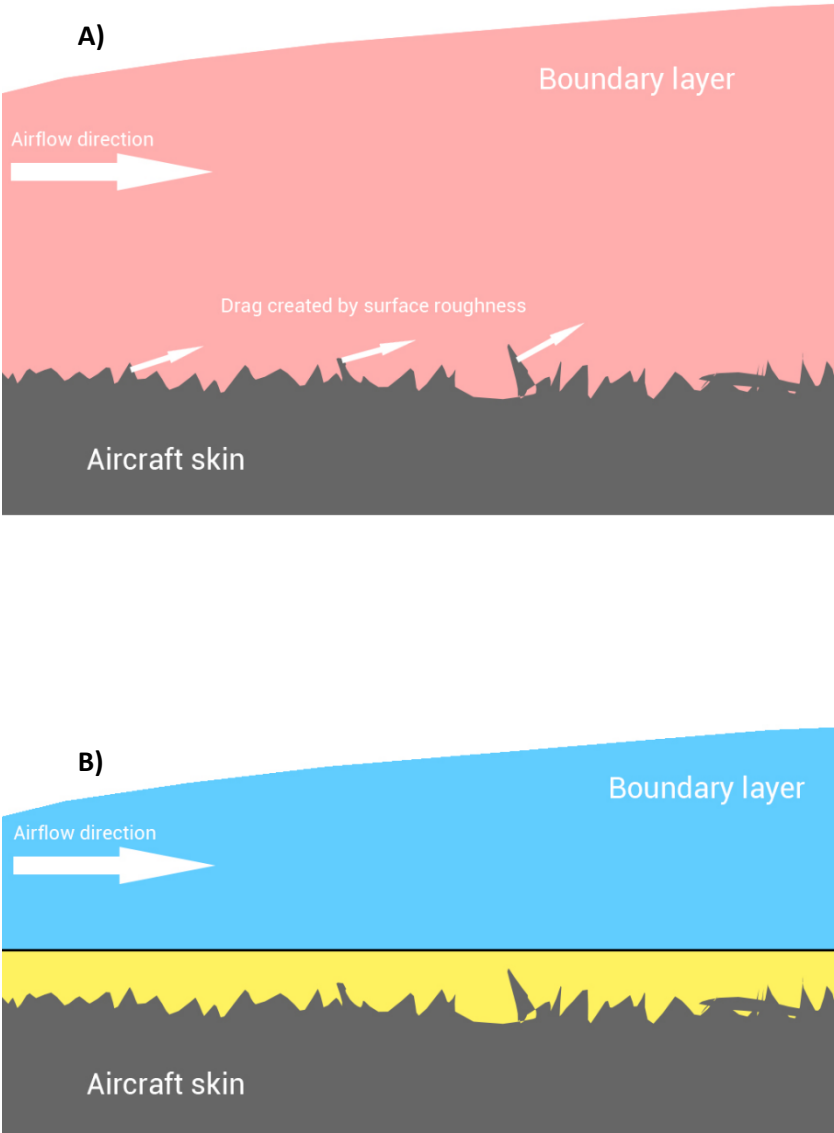 A)
Boundary layer
Airflow direction
Drag created by surface roughness
Aircraft skin
B)
Boundary layer
Airflow direction
Aircraft skin